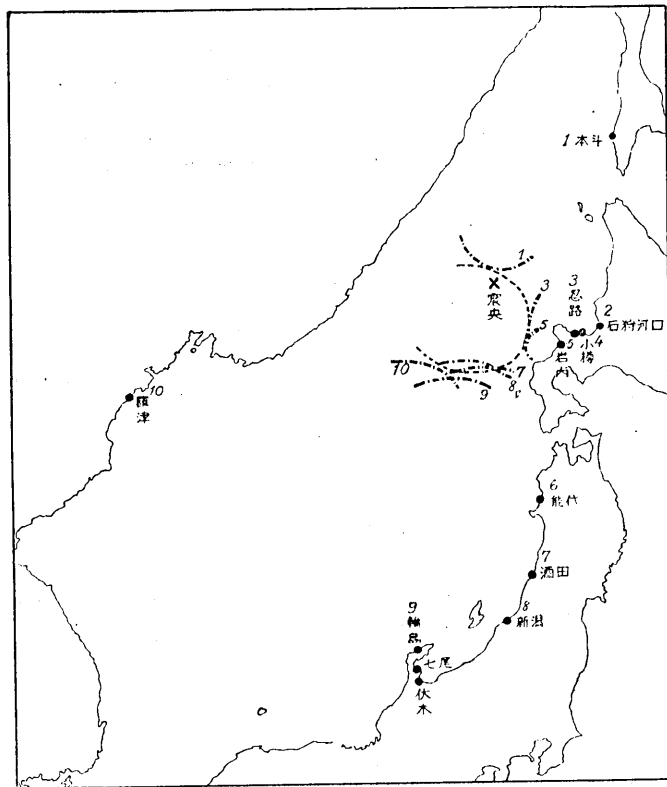 1 本斗
1
3
5
7
8
9
10
震央
3 忍路
2 石狩河口
小樽 4
5 岩内
10 羅津
6 能代
7 酒田
8 新潟
9 輪島
七尾
伏木